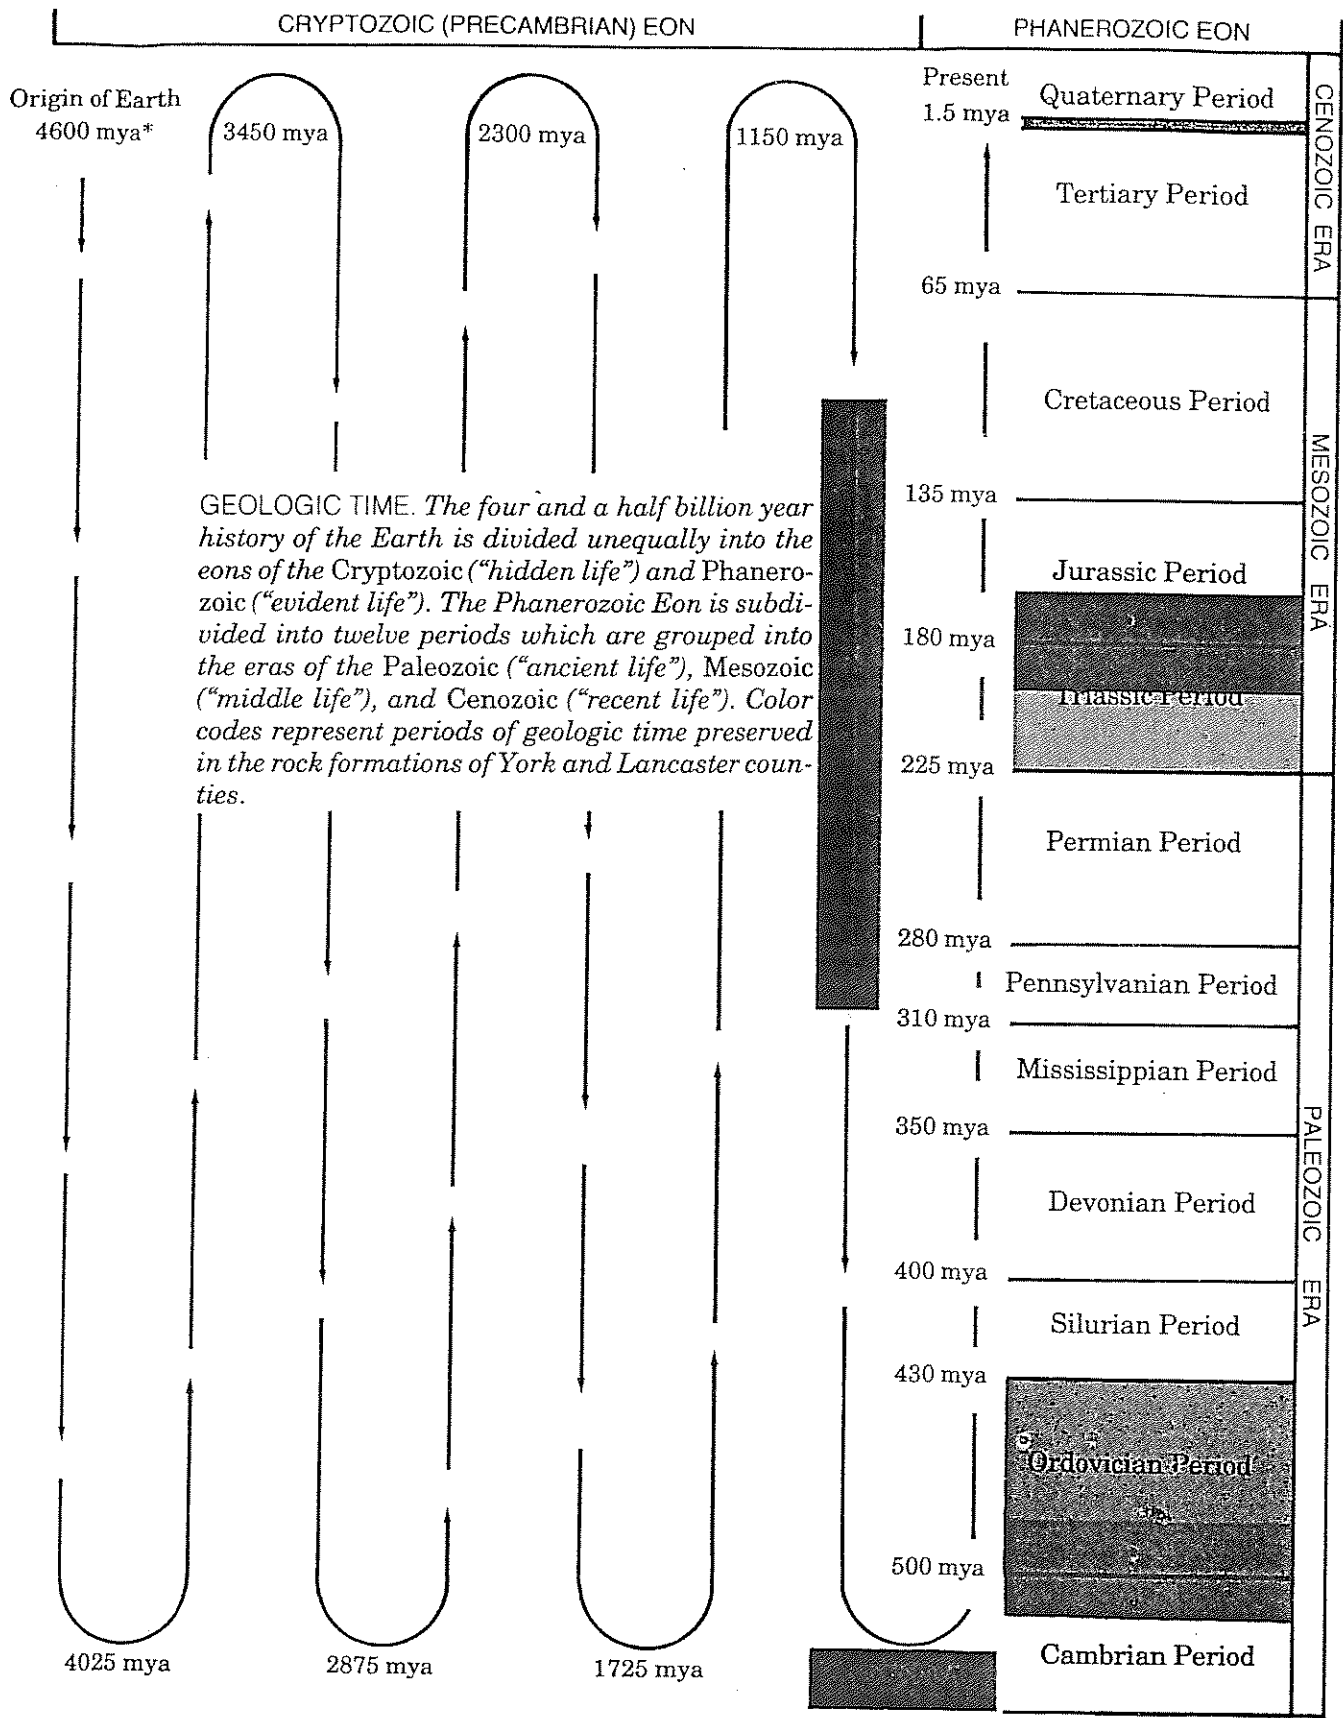 CRYPTOZOIC (PRECAMBRIAN) EON
PHANEROZOIC EON
Origin of Earth
4600 mya*
3450 mya
2300 mya
1150 mya
Present
1.5 mya
Quaternary Period
Tertiary Period
65 mya
CENOZOIC ERA
Cretaceous Period
135 mya
Jurassic Period
180 mya
Triassic Period
225 mya
MESOZOIC ERA
GEOLOGIC TIME. The four and a half billion year
history of the Earth is divided unequally into the
eons of the Cryptozoic (“hidden life”) and Phanero-
zoic (“evident life”). The Phanerozoic Eon is subdi-
vided into twelve periods which are grouped into
the eras of the Paleozoic (“ancient life”), Mesozoic
(“middle life”), and Cenozoic (“recent life”). Color
codes represent periods of geologic time preserved
in the rock formations of York and Lancaster coun-
ties.
Permian Period
280 mya
Pennsylvanian Period
310 mya
Mississippian Period
350 mya
Devonian Period
400 mya
Silurian Period
430 mya
Ordovician Period
500 mya
Cambrian Period
PALEOZOIC ERA
4025 mya
2875 mya
1725 mya